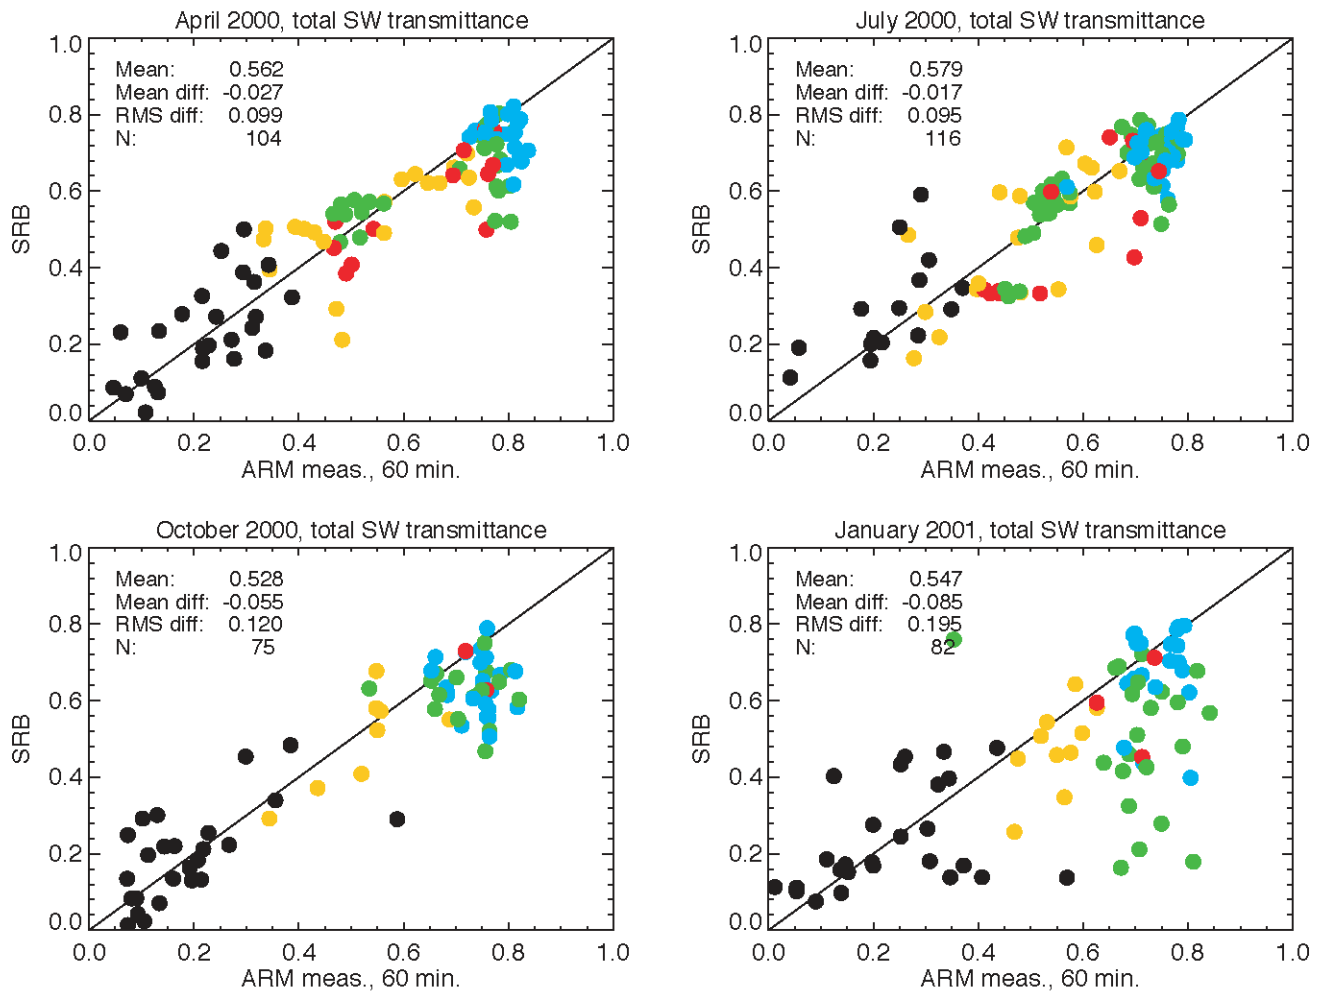 April 2000, total SW transmittance
1.0
Mean: 0.562
Mean diff: -0.027
RMS diff: 0.099
N: 104
0.8
0.6
SRB
0.4
0.2
0.0
0.0 0.2 0.4 0.6 0.8 1.0
ARM meas., 60 min.
July 2000, total SW transmittance
1.0
Mean: 0.579
Mean diff: -0.017
RMS diff: 0.095
N: 116
0.8
0.6
SRB
0.4
0.2
0.0
0.0 0.2 0.4 0.6 0.8 1.0
ARM meas., 60 min.
October 2000, total SW transmittance
1.0
Mean: 0.528
Mean diff: -0.055
RMS diff: 0.120
N: 75
0.8
0.6
SRB
0.4
0.2
0.0
0.0 0.2 0.4 0.6 0.8 1.0
ARM meas., 60 min.
January 2001, total SW transmittance
1.0
Mean: 0.547
Mean diff: -0.085
RMS diff: 0.195
N: 82
0.8
0.6
SRB
0.4
0.2
0.0
0.0 0.2 0.4 0.6 0.8 1.0
ARM meas., 60 min.